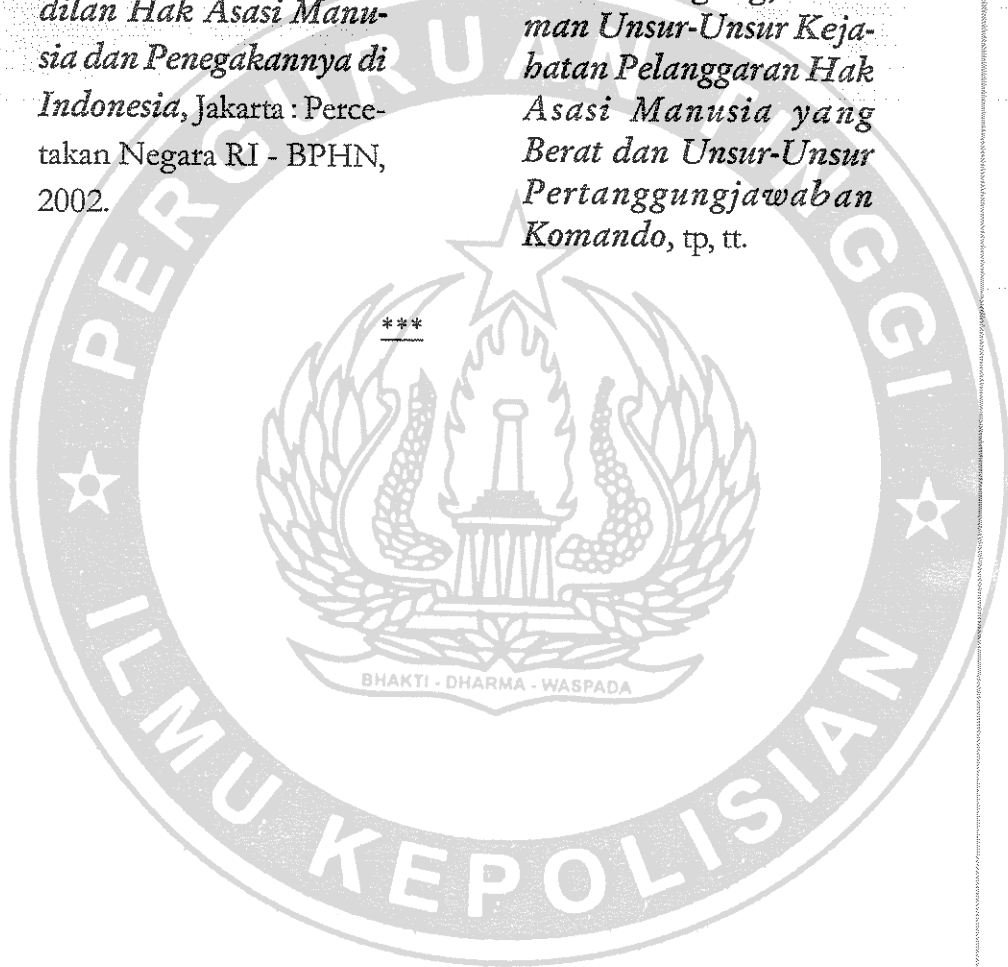 dilan Hak Asasi Manu-
sia dan Penegakannya di
Indonesia, Jakarta : Perce-
takan Negara RI - BPHN,
2002.
man Unsur-Unsur Keja-
hatan Pelanggaran Hak
Asasi Manusia yang
Berat dan Unsur-Unsur
Pertanggungjawaban
Komando, tp, tt.
***
PERGURUAN TINGGI
ILMU KEPOLISIAN
BHAKTI - DHARMA - WASPADA